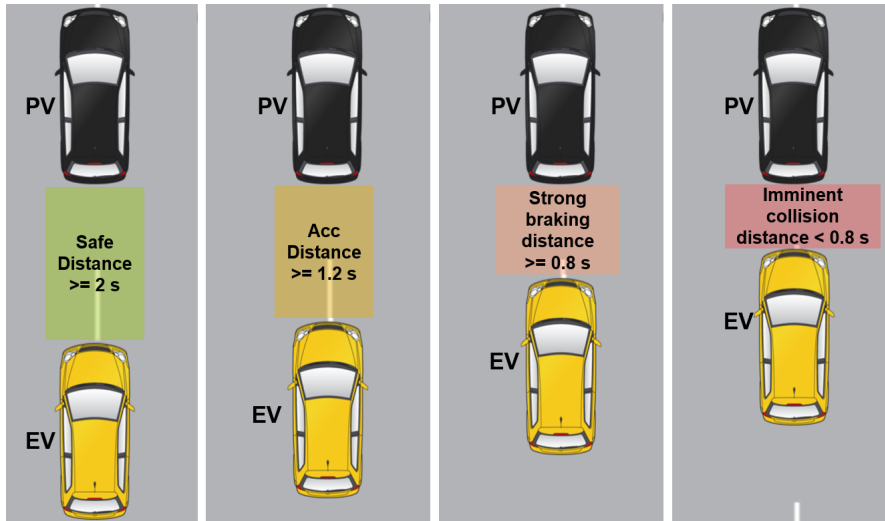 PV
Safe
Distance
>= 2 s
EV
PV
Acc
Distance
>= 1.2 s
EV
PV
Strong
braking
distance
>= 0.8 s
EV
PV
Imminent
collision
distance < 0.8 s
EV